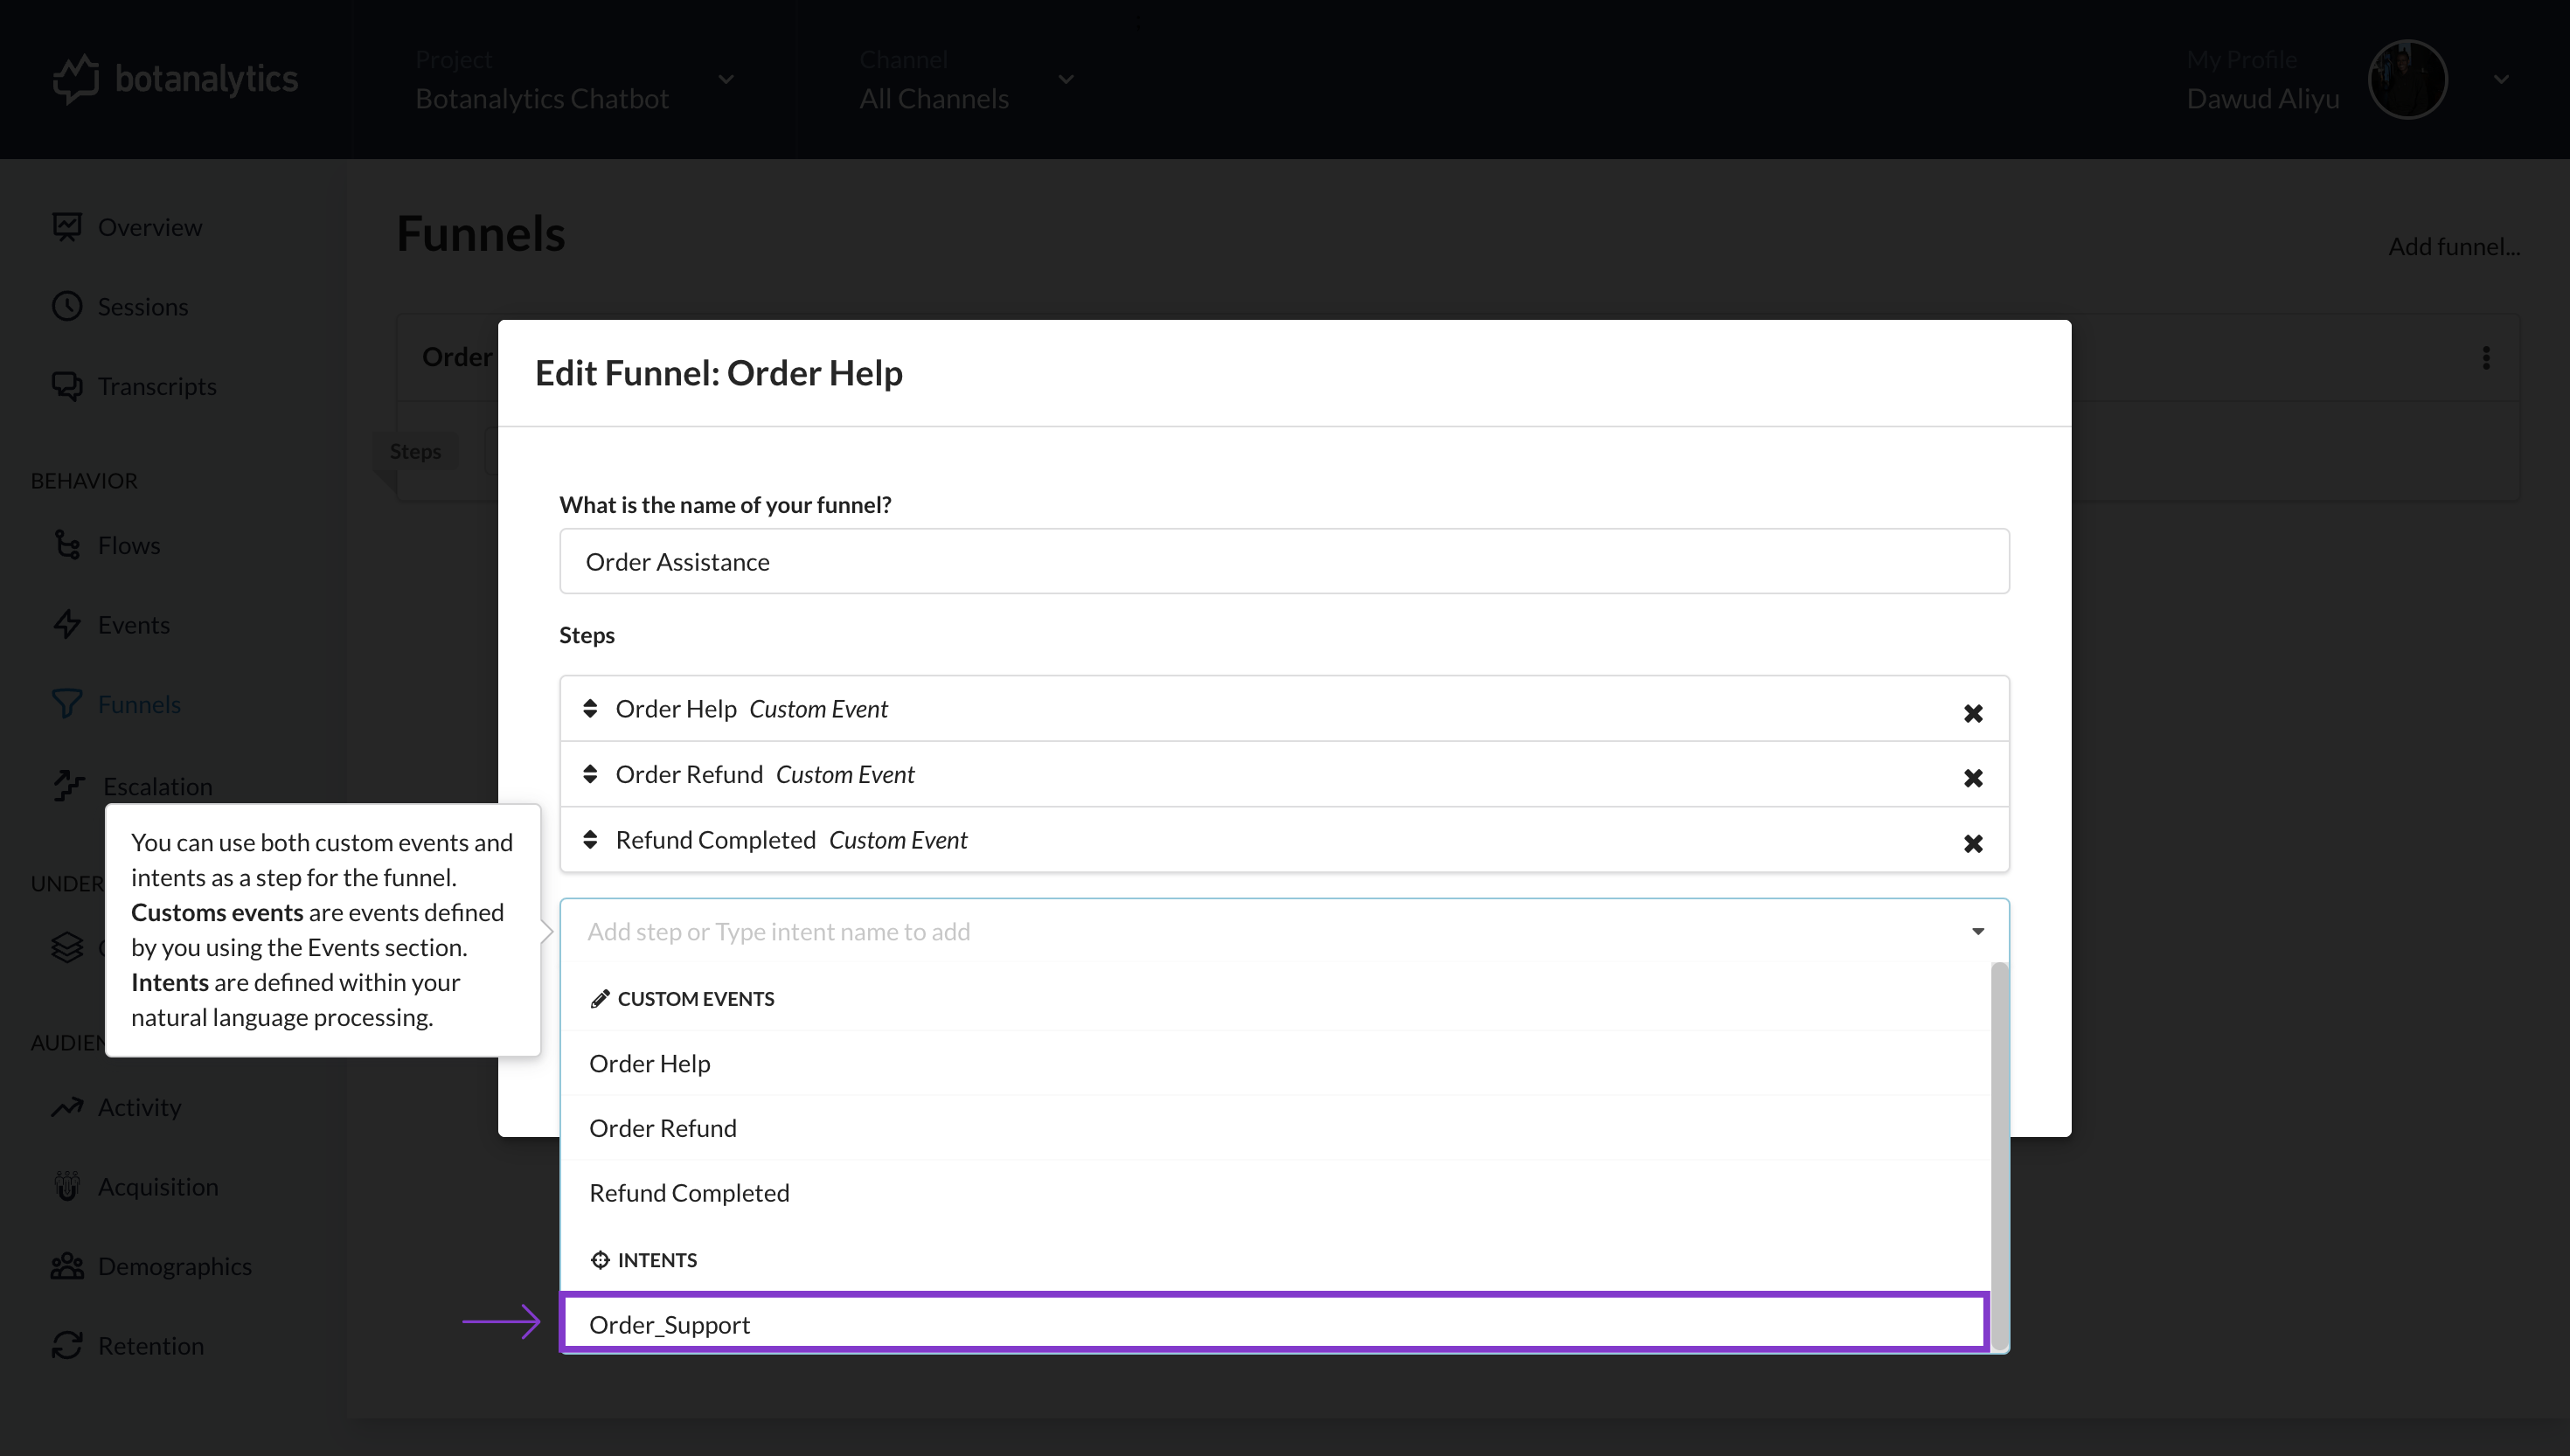 botanalytics
Project
Botanalytics Chatbot
Channel
All Channels
My Profile
Dawud Aliyu
Overview
Sessions
Transcripts
BEHAVIOR
Flows
Events
Funnels
Escalation
UNDER
AUDIEN
Activity
Acquisition
Demographics
Retention
Funnels
Add funnel...
Order
Steps
Edit Funnel: Order Help
What is the name of your funnel?
Order Assistance
Steps
Order Help Custom Event
Order Refund Custom Event
Refund Completed Custom Event
You can use both custom events and
intents as a step for the funnel.
Customs events are events defined
by you using the Events section.
Intents are defined within your
natural language processing.
Add step or Type intent name to add
CUSTOM EVENTS
Order Help
Order Refund
Refund Completed
INTENTS
Order_Support